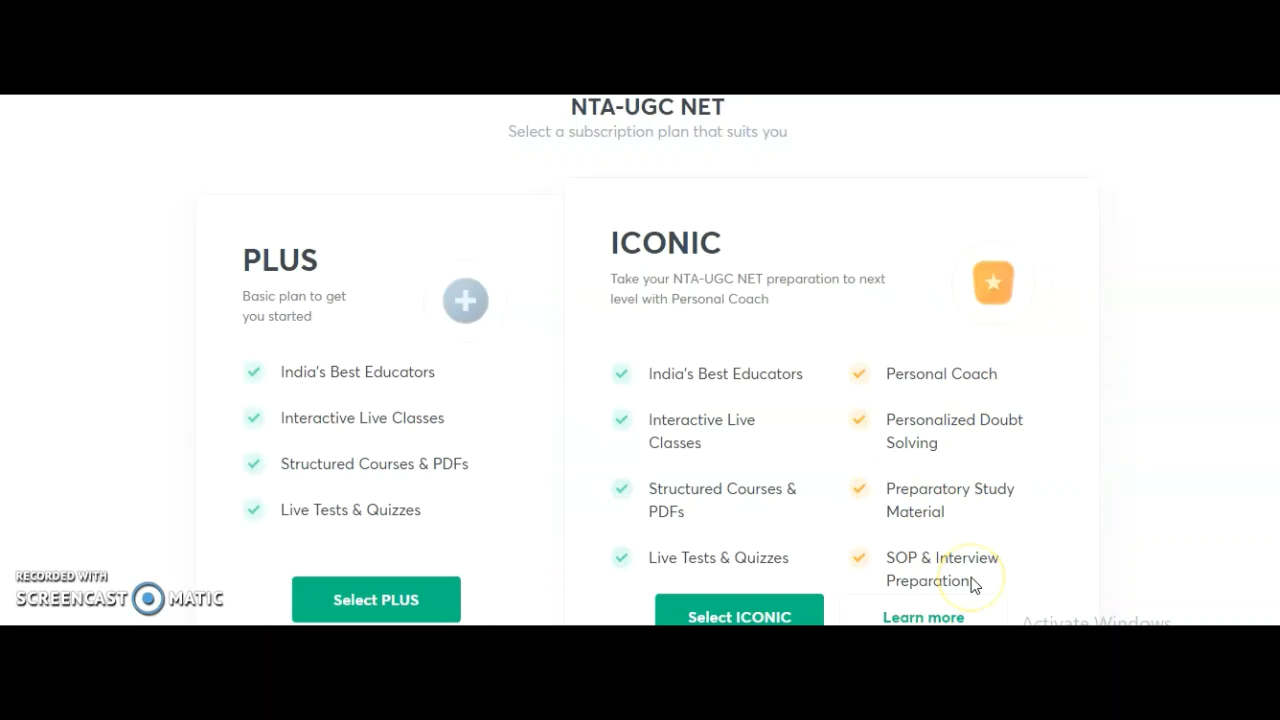 NTA-UGC NET
Select a subscription plan that suits you
PLUS
Basic plan to get
you started
India's Best Educators
Interactive Live Classes
Structured Courses & PDFs
Live Tests & Quizzes
Select PLUS
ICONIC
Take your NTA-UGC NET preparation to next
level with Personal Coach
India's Best Educators
Interactive Live
Classes
Structured Courses &
PDFs
Live Tests & Quizzes
Personal Coach
Personalized Doubt
Solving
Preparatory Study
Material
SOP & Interview
Preparation
Select ICONIC
Learn more
Activate Windows
RECORDED WITH
SCREENCAST MATIC